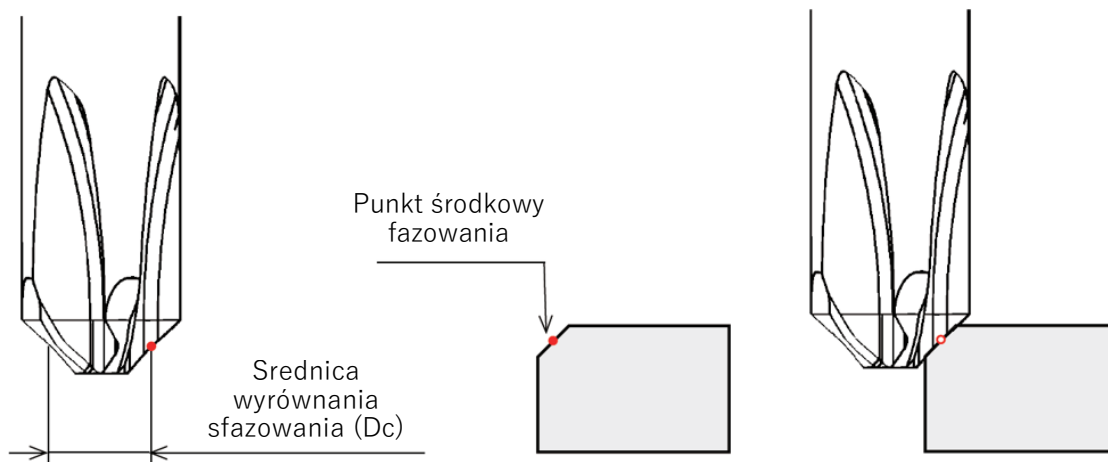 Punkt środkowy
fazowania
Srednica
wyrównania
sfazowania (Dc)